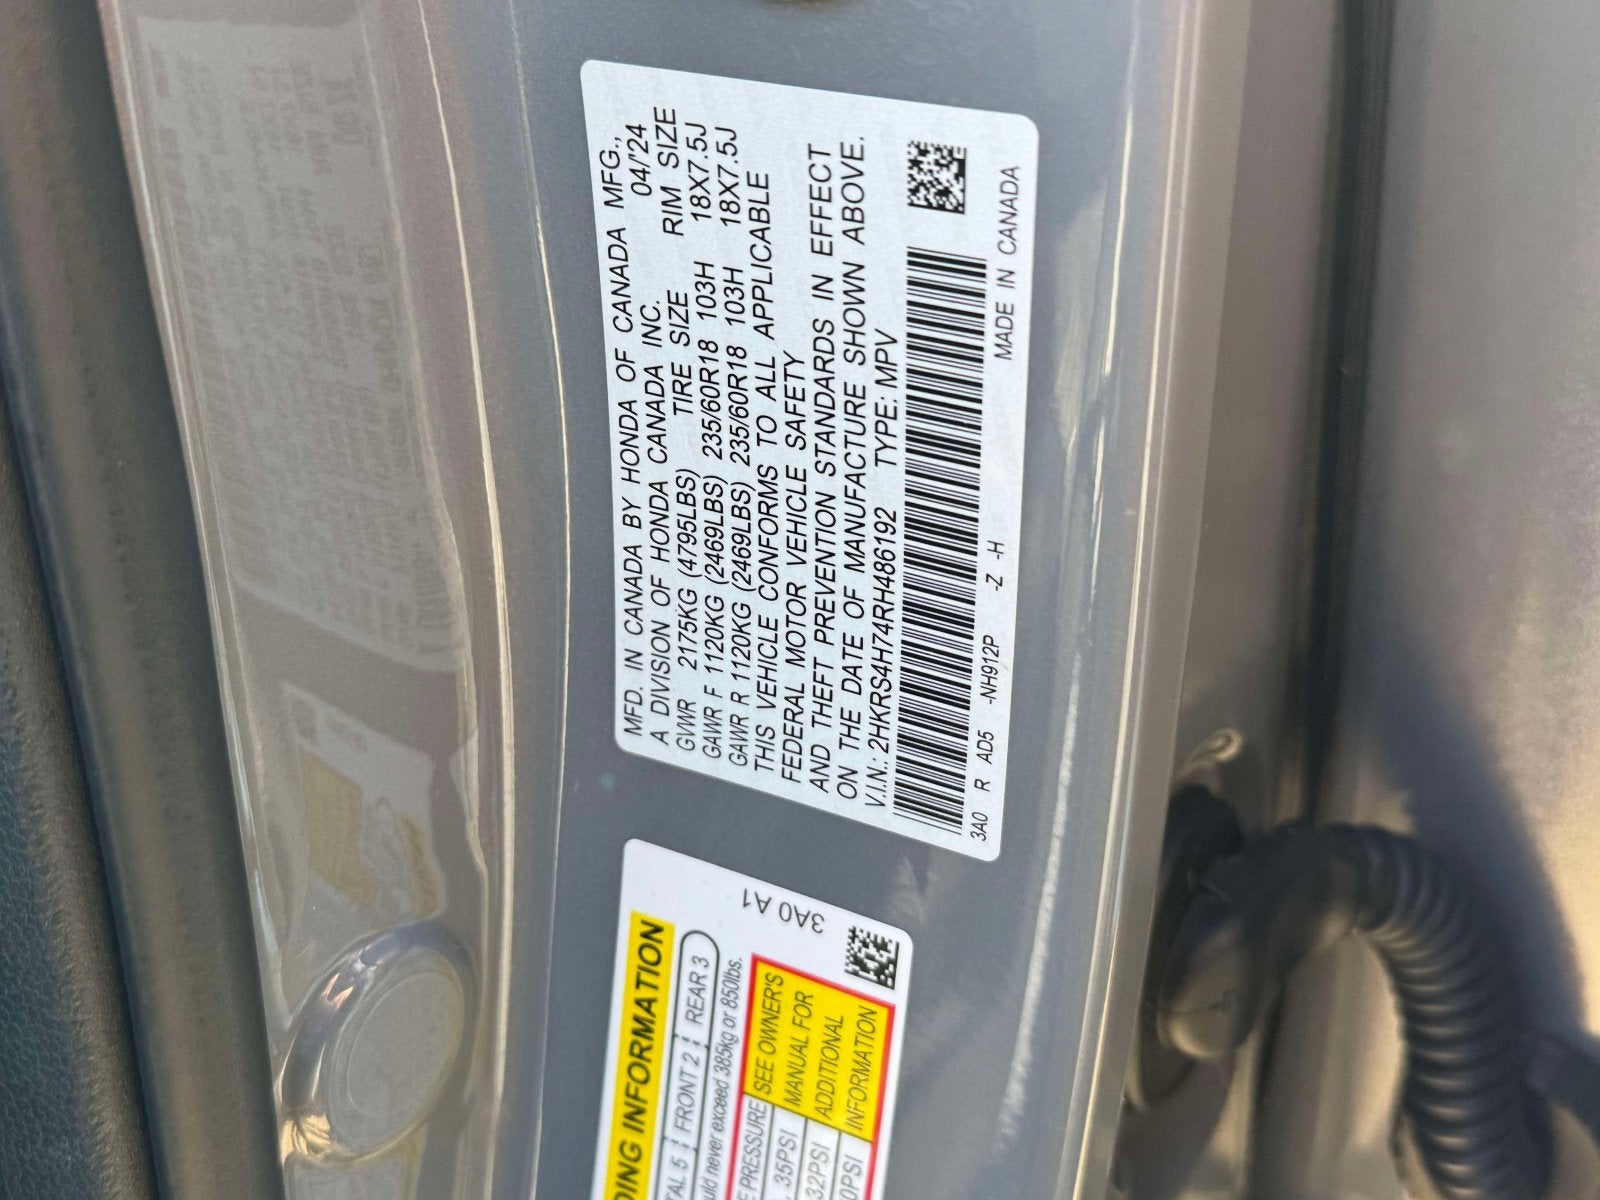 MFD. IN CANADA BY HONDA OF CANADA MFG.,
A DIVISION OF HONDA CANADA INC. 04/'24
GVWR 2175KG (4795LBS) TIRE SIZE RIM SIZE
GAWR F 1120KG (2469LBS) 235/60R18 103H 18X7.5J
GAWR R 1120KG (2469LBS) 235/60R18 103H 18X7.5J
THIS VEHICLE CONFORMS TO ALL APPLICABLE
FEDERAL MOTOR VEHICLE SAFETY
AND THEFT PREVENTION STANDARDS IN EFFECT
ON THE DATE OF MANUFACTURE SHOWN ABOVE.
V.I.N.: 2HKRS4H74RH486192 TYPE: MPV
3A0 R AD5 -NH912P -Z -H MADE IN CANADA
3A0 A1
INFORMATION
5 FRONT 2 REAR 3
never exceed 385kg or 850lbs.
PRESSURE SEE OWNER'S
35PSI MANUAL FOR
32PSI ADDITIONAL
INFORMATION